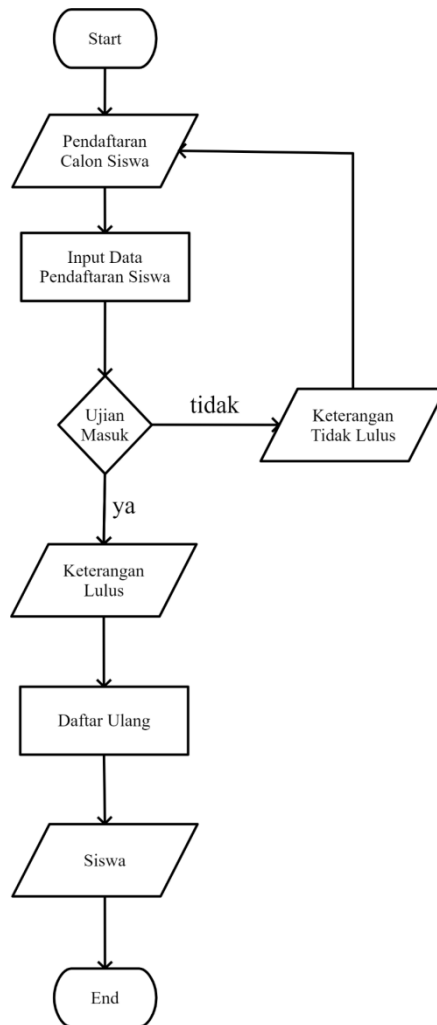 Start
Pendaftaran
Calon Siswa
Input Data
Pendaftaran Siswa
Ujian
Masuk
tidak
Keterangan
Tidak Lulus
ya
Keterangan
Lulus
Daftar Ulang
Siswa
End